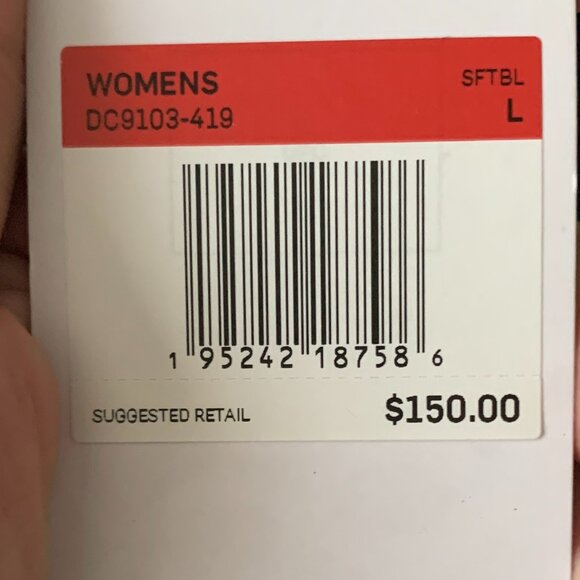 WOMENS
DC9103-419
SFTBL
L
1 95242 18758 6
SUGGESTED RETAIL
$150.00